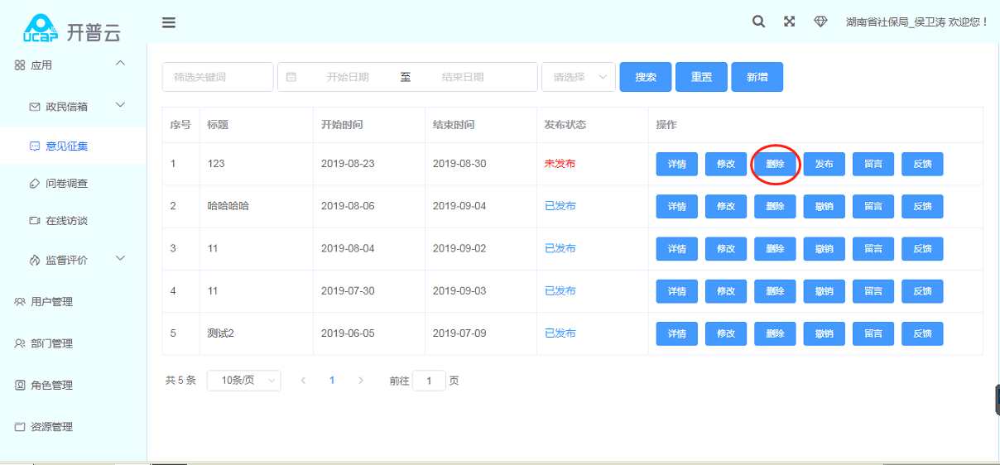 UCAP 开普云
湖南省社保局_侯卫涛 欢迎您！
应用
政民信箱
意见征集
问卷调查
在线访谈
监督评价
用户管理
部门管理
角色管理
资源管理
筛选关键词 开始日期 至 结束日期 请选择 搜索 重置 新增
序号 标题 开始时间 结束时间 发布状态 操作
1 123 2019-08-23 2019-08-30 未发布 详情 修改 删除 发布 留言 反馈
2 哈哈哈哈 2019-08-06 2019-09-04 已发布 详情 修改 删除 撤销 留言 反馈
3 11 2019-08-04 2019-09-02 已发布 详情 修改 删除 撤销 留言 反馈
4 11 2019-07-30 2019-09-03 已发布 详情 修改 删除 撤销 留言 反馈
5 测试2 2019-06-05 2019-07-09 已发布 详情 修改 删除 撤销 留言 反馈
共 5 条 10条/页 1 前往 1 页